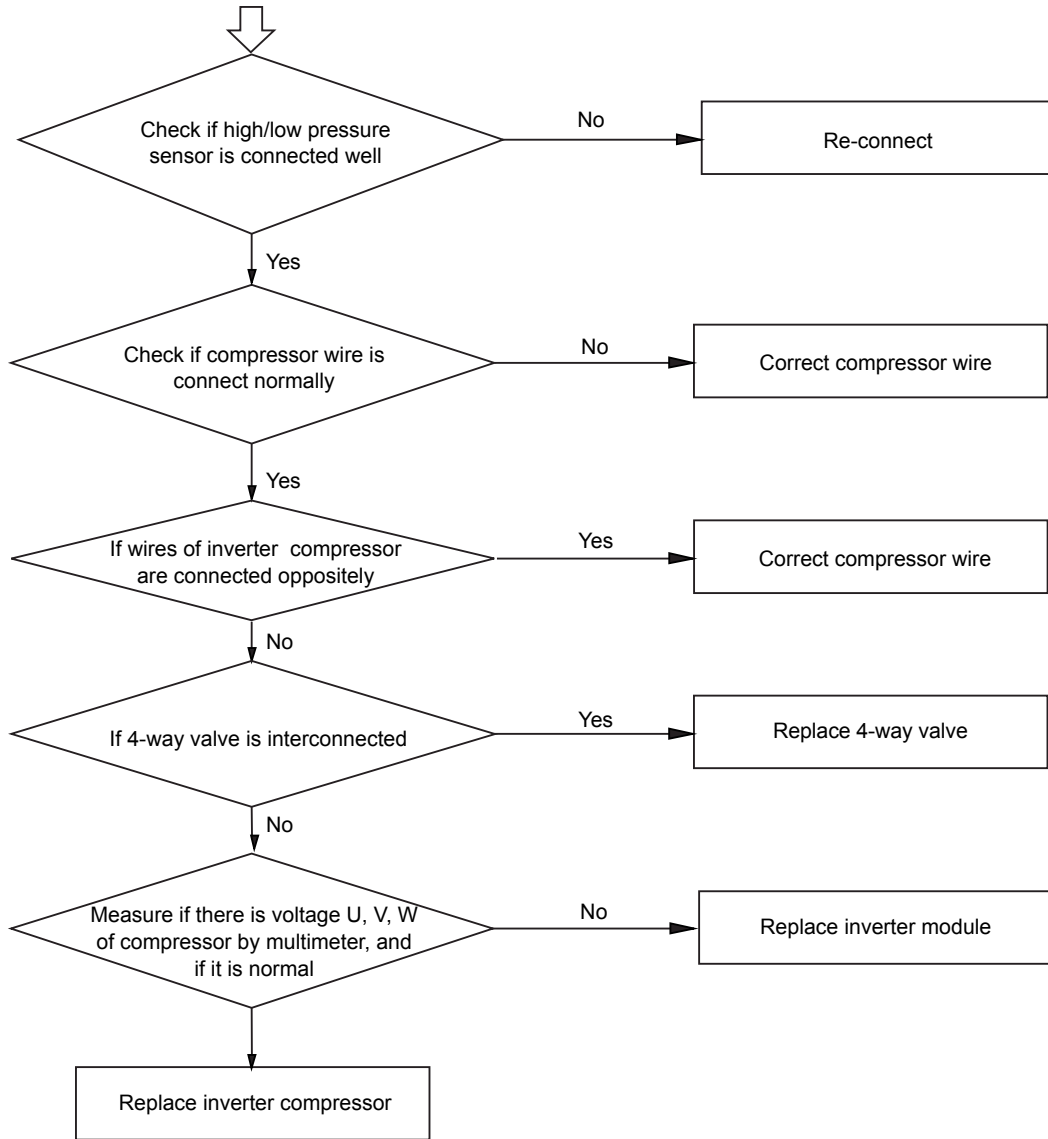 Check if high/low pressure
sensor is connected well
No
Re-connect
Yes
Check if compressor wire is
connect normally
No
Correct compressor wire
Yes
If wires of inverter compressor
are connected oppositely
Yes
Correct compressor wire
No
If 4-way valve is interconnected
Yes
Replace 4-way valve
No
Measure if there is voltage U, V, W
of compressor by multimeter, and
if it is normal
No
Replace inverter module
Replace inverter compressor